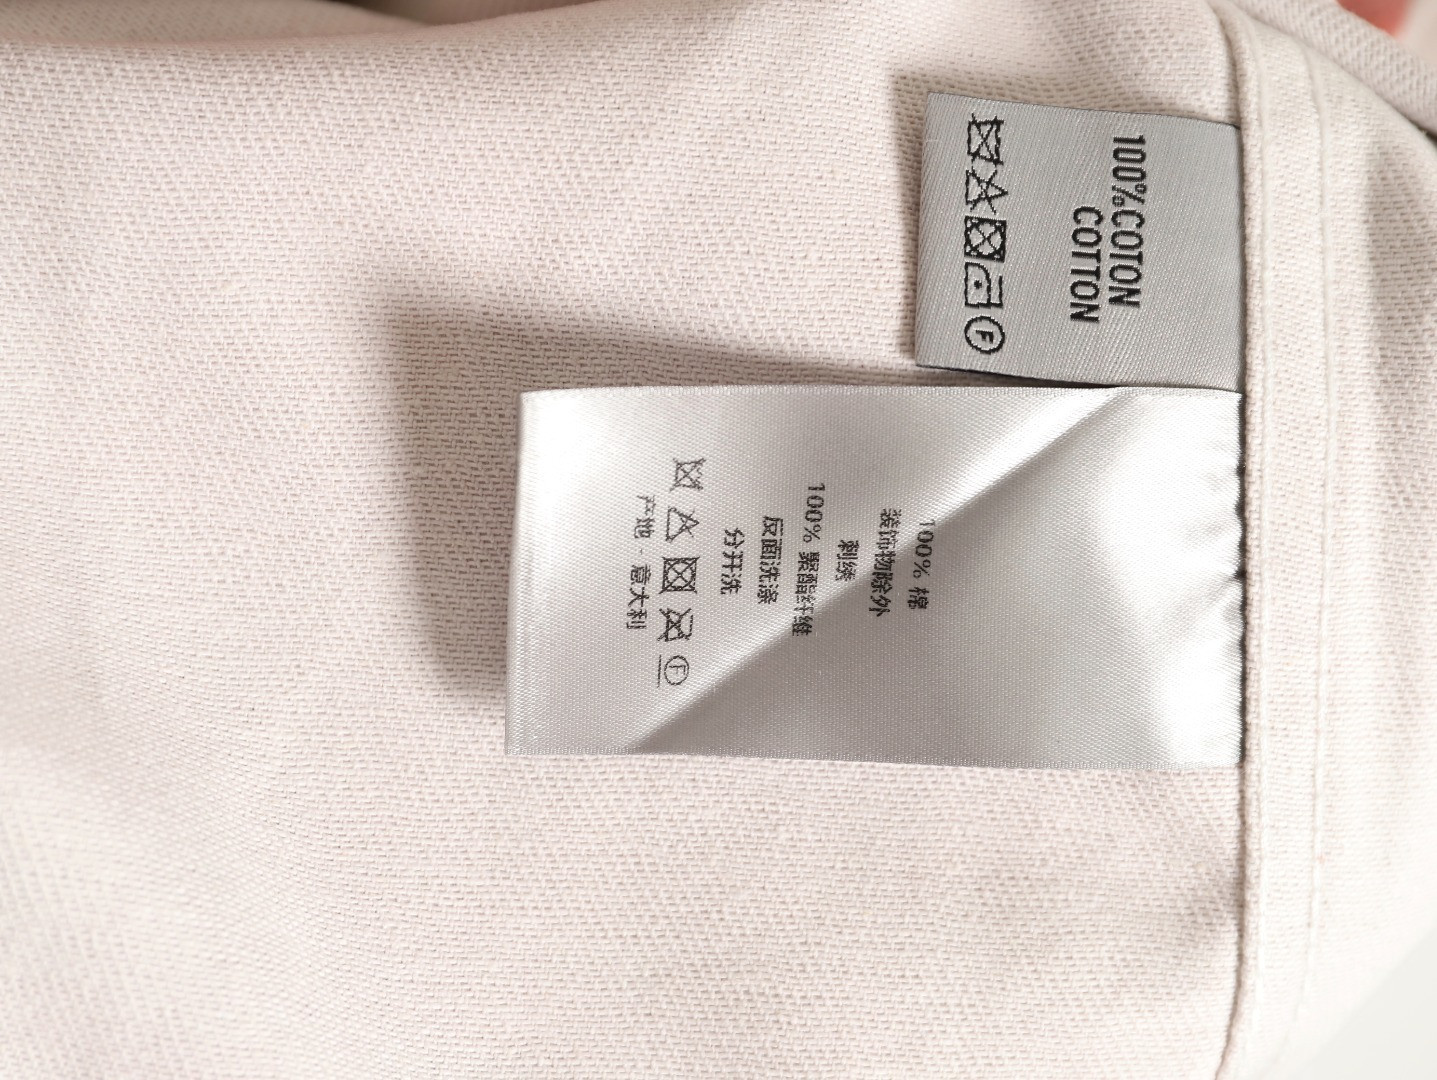 100%COTON
COTTON
F
100% 棉
装饰物除外
刺绣
100% 聚酯纤维
反面洗涤
分开洗
F
产地 - 意大利